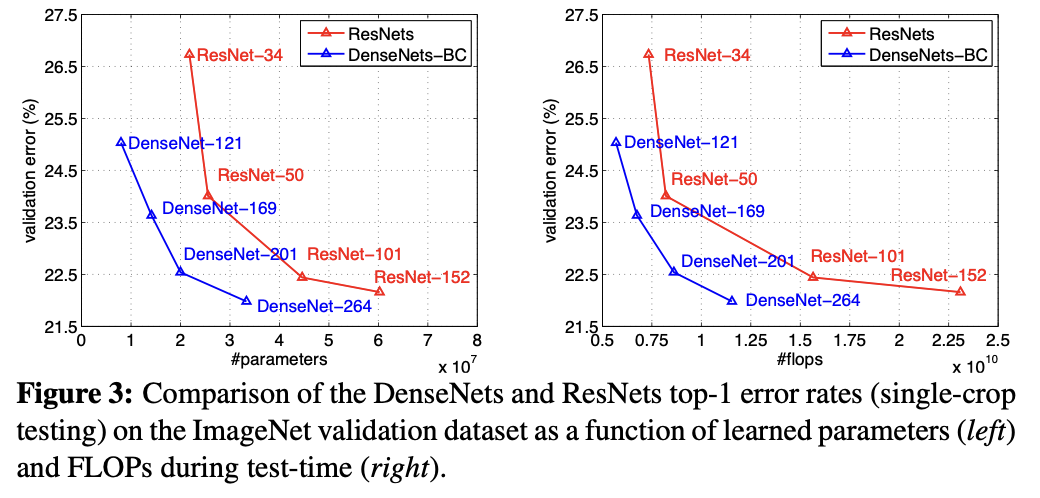 27.5
26.5
25.5
24.5
23.5
22.5
21.5
validation error (%)
0 1 2 3 4 5 6 7 8
#parameters
x 10^7
ResNets
DenseNets−BC
ResNet−34
DenseNet−121
ResNet−50
DenseNet−169
DenseNet−201
ResNet−101
ResNet−152
DenseNet−264
27.5
26.5
25.5
24.5
23.5
22.5
21.5
validation error (%)
0.5 0.75 1 1.25 1.5 1.75 2 2.25 2.5
#flops
x 10^10
ResNets
DenseNets−BC
ResNet−34
DenseNet−121
ResNet−50
DenseNet−169
DenseNet−201
ResNet−101
ResNet−152
DenseNet−264
Figure 3: Comparison of the DenseNets and ResNets top-1 error rates (single-crop
testing) on the ImageNet validation dataset as a function of learned parameters (left)
and FLOPs during test-time (right).